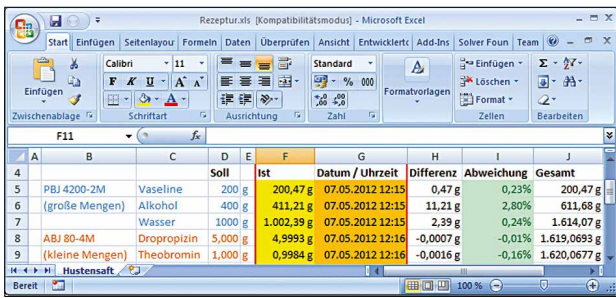 Rezeptur.xls [Kompatibilitätsmodus] - Microsoft Excel
Start Einfügen Seitenlayou Formeln Daten Überprüfen Ansicht Entwicklertc Add-Ins Solver Foun Team
Einfügen Calibri 11 Standard Formatvorlagen Einfügen
F K U A A % 000 Löschen
Format
Zwischenablage Schriftart Ausrichtung Zahl Zellen Bearbeiten
F11 fx
A B C D E F G H I J
4 Soll Ist Datum / Uhrzeit Differenz Abweichung Gesamt
5 PBJ 4200-2M Vaseline 200 g 200,47 g 07.05.2012 12:15 0,47 g 0,23% 200,47 g
6 (große Mengen) Alkohol 400 g 411,21 g 07.05.2012 12:15 11,21 g 2,80% 611,68 g
7 Wasser 1000 g 1.002,39 g 07.05.2012 12:15 2,39 g 0,24% 1.614,07 g
8 ABJ 80-4M Dropropizin 5,000 g 4,9993 g 07.05.2012 12:16 -0,0007 g -0,01% 1.619,0693 g
9 (kleine Mengen) Theobromin 1,000 g 0,9984 g 07.05.2012 12:16 -0,0016 g -0,16% 1.620,0677 g
Hustensaft
Bereit 100 %